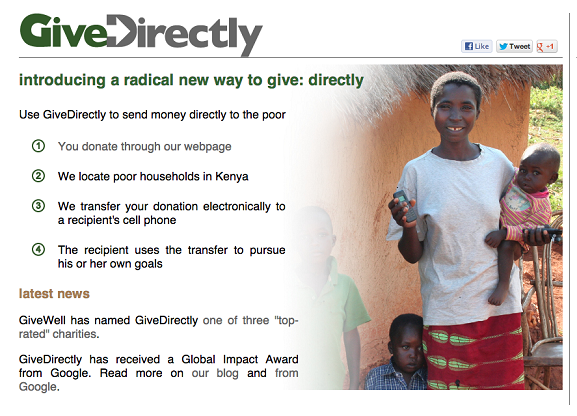 GiveDirectly
Like
Tweet
+1
introducing a radical new way to give: directly
Use GiveDirectly to send money directly to the poor
1 You donate through our webpage
2 We locate poor households in Kenya
3 We transfer your donation electronically to
a recipient's cell phone
4 The recipient uses the transfer to pursue
his or her own goals
latest news
GiveWell has named GiveDirectly one of three "top-
rated" charities.
GiveDirectly has received a Global Impact Award
from Google. Read more on our blog and from
Google.